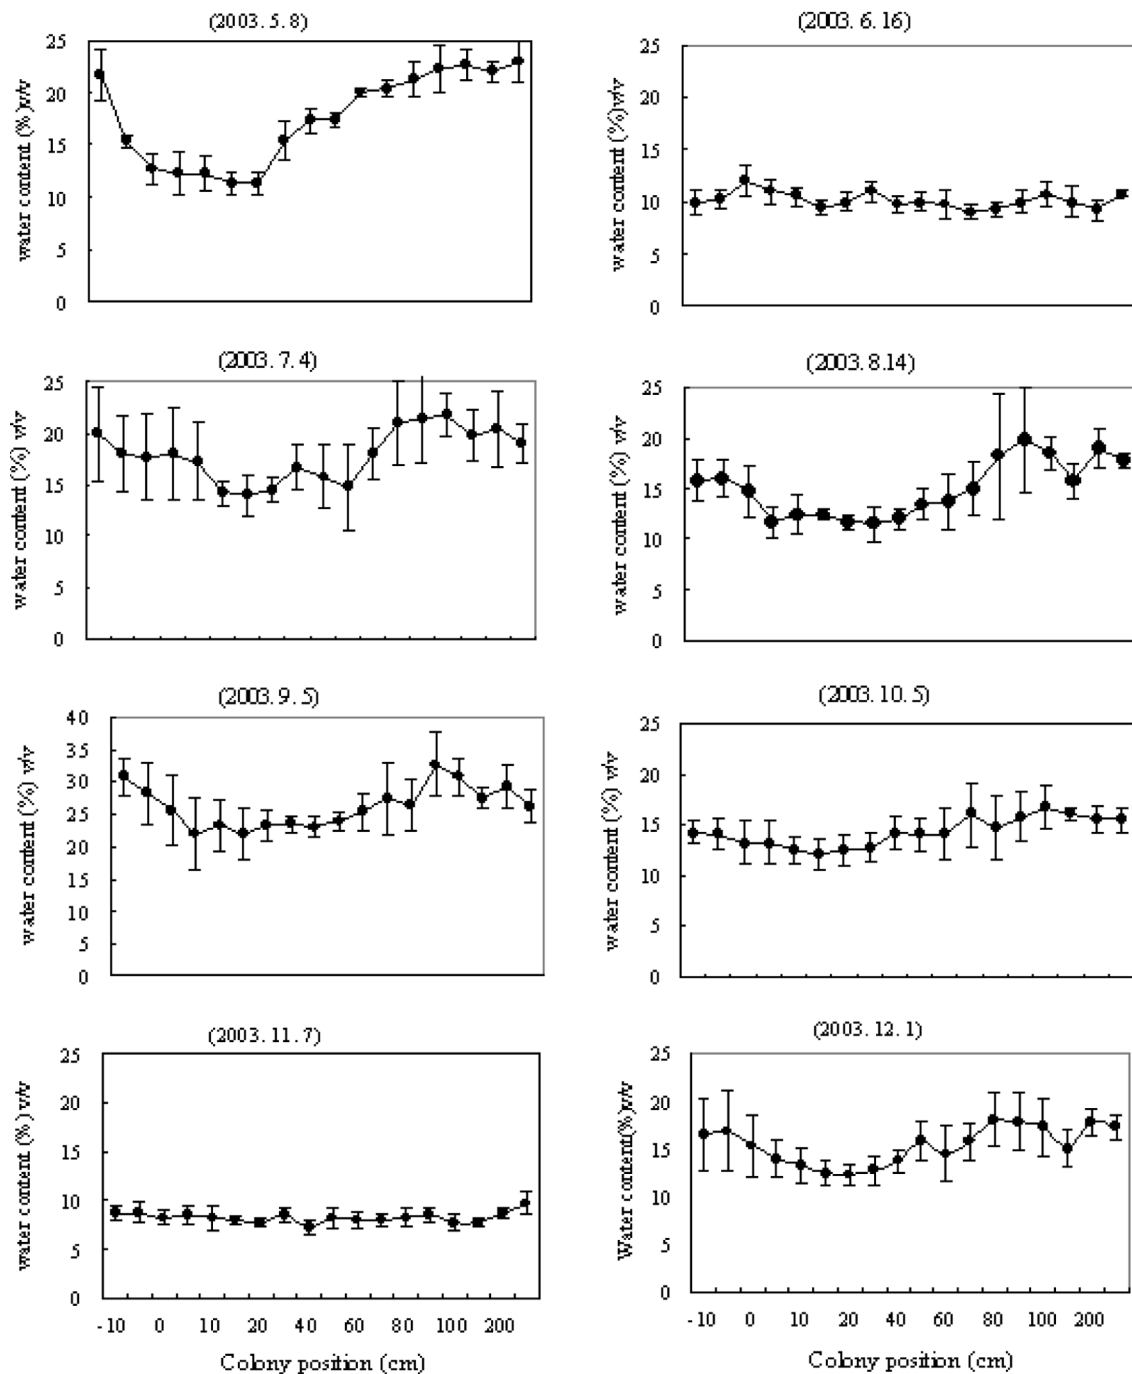 (2003. 5. 8)
25
20
15
10
5
0
water content (%)v/v
(2003. 6. 16)
25
20
15
10
5
0
water content (%)v/v
(2003. 7. 4)
25
20
15
10
5
0
water content (%) v/v
(2003. 8.14)
25
20
15
10
5
0
water content (%) v/v
(2003. 9. 5)
40
35
30
25
20
15
10
5
0
water content (%) v/v
(2003. 10. 5)
25
20
15
10
5
0
water content (%) v/v
(2003. 11. 7)
25
20
15
10
5
0
water content (%) v/v
-10 0 10 20 40 60 80 100 200
Colony position (cm)
(2003. 12. 1)
25
20
15
10
5
0
Water content(%)v/v
-10 0 10 20 40 60 80 100 200
Colony position (cm)